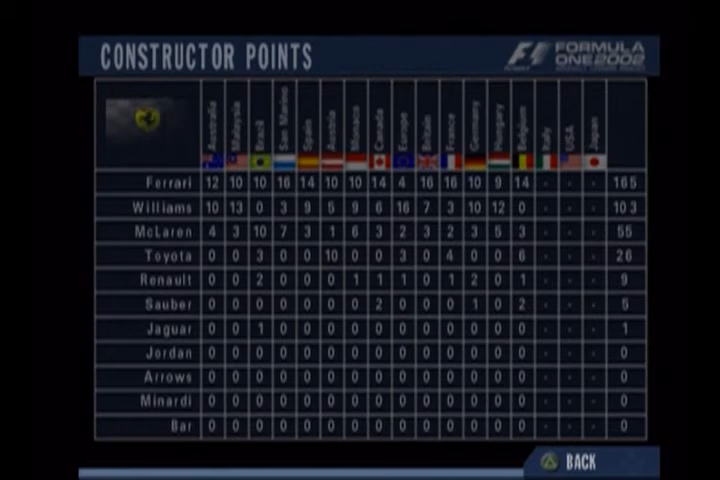 CONSTRUCTOR POINTS
F1 FORMULA
ONE 2002
Australia Malaysia Brazil San Marino Spain Austria Monaco Canada Europe Britain France Germany Hungary Belgium Italy USA Japan
Ferrari 12 10 10 16 14 10 10 14 4 16 16 10 9 14 - - - 165
Williams 10 13 0 3 9 5 9 6 16 7 3 10 12 0 - - - 103
McLaren 4 3 10 7 3 1 6 3 2 3 2 3 5 3 - - - 55
Toyota 0 0 3 0 0 10 0 0 3 0 4 0 0 6 - - - 26
Renault 0 0 2 0 0 0 1 1 1 0 1 2 0 1 - - - 9
Sauber 0 0 0 0 0 0 0 2 0 0 0 1 0 2 - - - 5
Jaguar 0 0 1 0 0 0 0 0 0 0 0 0 0 0 - - - 1
Jordan 0 0 0 0 0 0 0 0 0 0 0 0 0 0 - - - 0
Arrows 0 0 0 0 0 0 0 0 0 0 0 0 0 0 - - - 0
Minardi 0 0 0 0 0 0 0 0 0 0 0 0 0 0 - - - 0
Bar 0 0 0 0 0 0 0 0 0 0 0 0 0 0 - - - 0
BACK